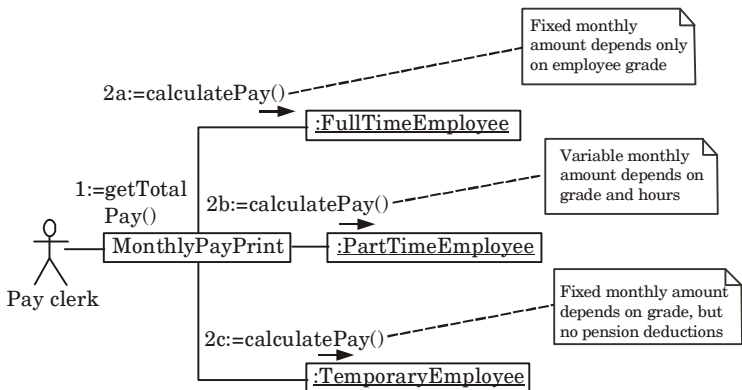 Fixed monthly
amount depends only
on employee grade
2a:=calculatePay()
:FullTimeEmployee
Variable monthly
amount depends on
grade and hours
1:=getTotal
Pay()
2b:=calculatePay()
MonthlyPayPrint
:PartTimeEmployee
Pay clerk
Fixed monthly amount
depends on grade, but
no pension deductions
2c:=calculatePay()
:TemporaryEmployee